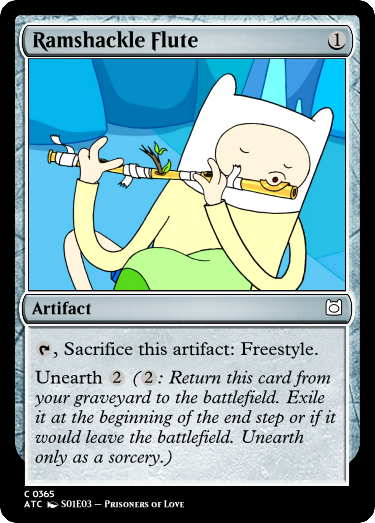 Ramshackle Flute 1
Artifact
, Sacrifice this artifact: Freestyle.
Unearth 2 (2: Return this card from
your graveyard to the battlefield. Exile
it at the beginning of the end step or if it
would leave the battlefield. Unearth
only as a sorcery.)
C 0365
ATC S01E03 — Prisoners of Love